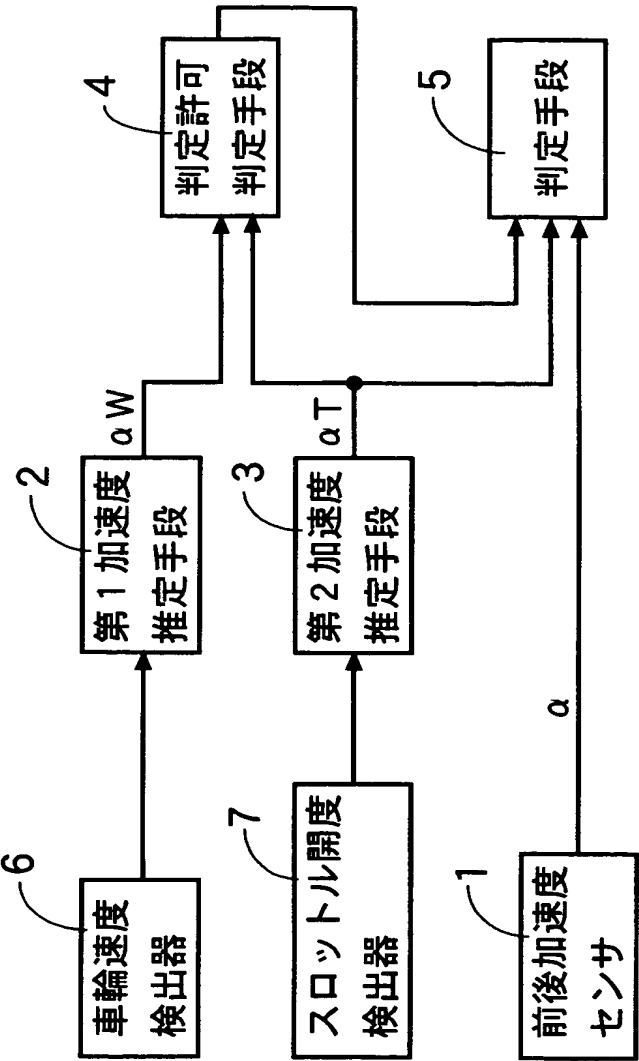 6
車輪速度
検出器
2
第1加速度
推定手段
αW
4
判定許可
判定手段
7
スロットル開度
検出器
3
第2加速度
推定手段
αT
1
前後加速度
センサ
α
5
判定手段